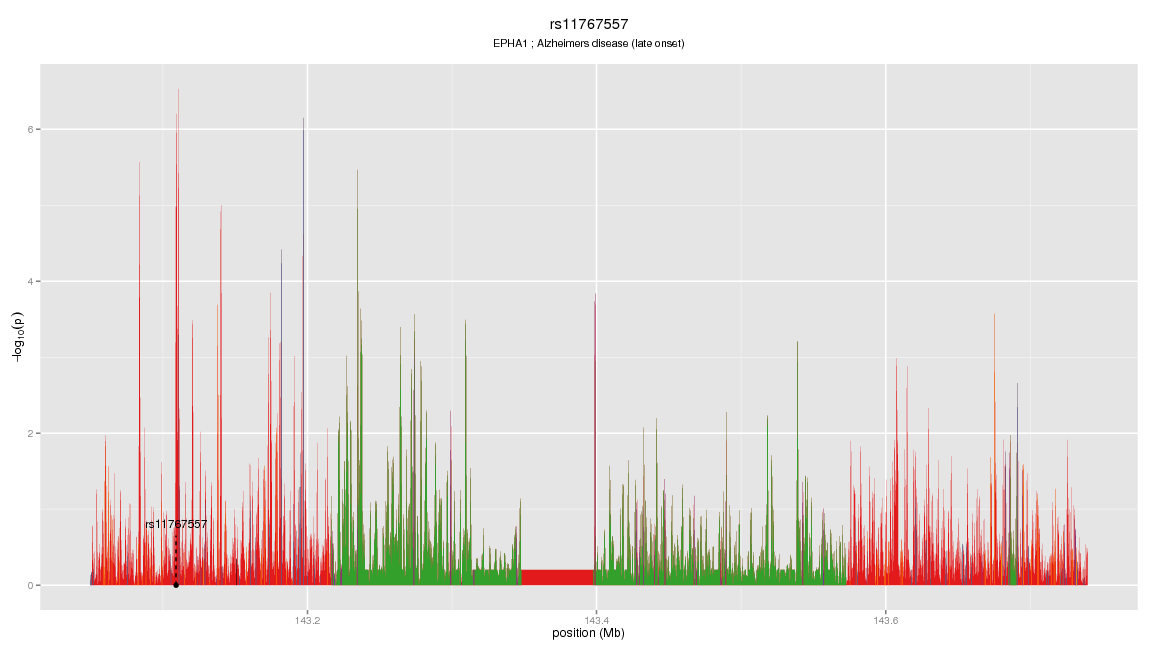 rs11767557
EPHA1 ; Alzheimers disease (late onset)
6
4
2
0
−log10(p)
rs11767557
143.2
143.4
143.6
position (Mb)